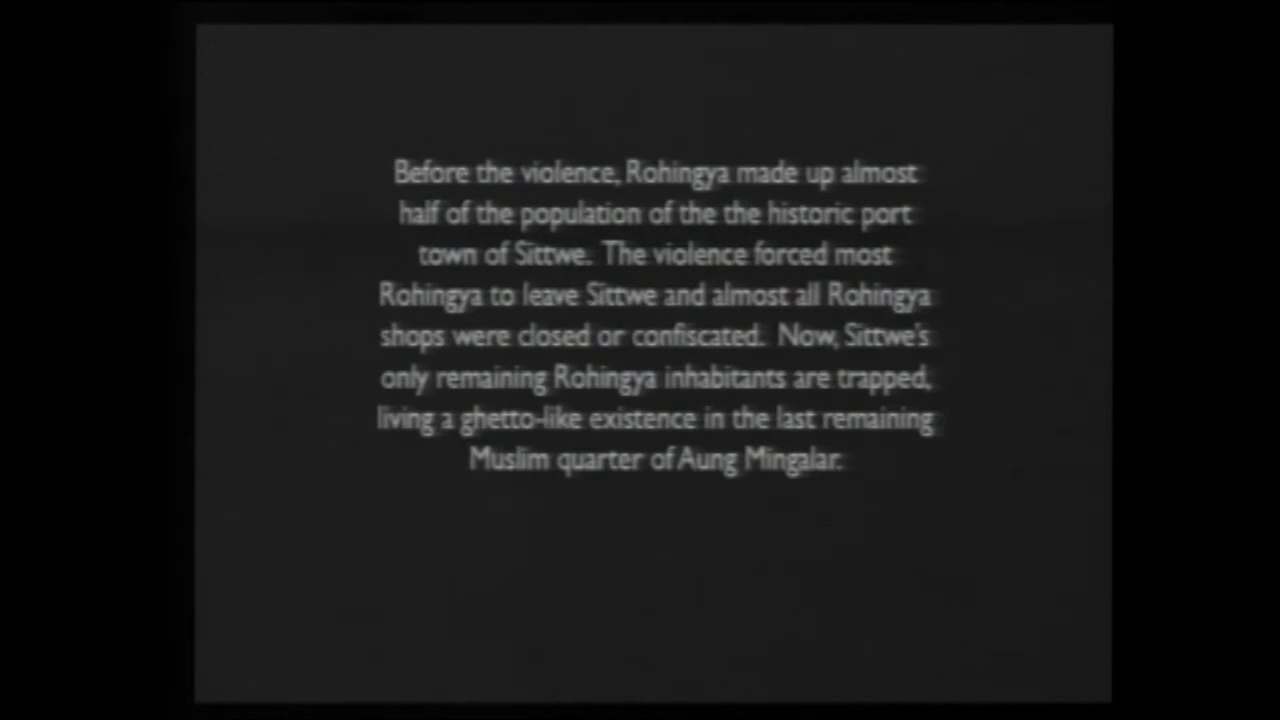 Before the violence, Rohingya made up almost
half of the population of the the historic port
town of Sittwe. The violence forced most
Rohingya to leave Sittwe and almost all Rohingya
shops were closed or confiscated. Now, Sittwe's
only remaining Rohingya inhabitants are trapped,
living a ghetto-like existence in the last remaining
Muslim quarter of Aung Mingalar.